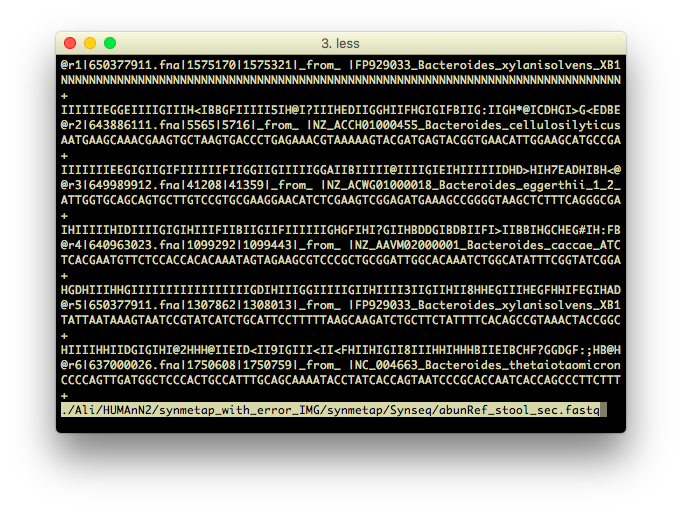 3. less
@r1|650377911.fna|1575170|1575321|_from_ |FP929033_Bacteroides_xylanisolvens_XB1
NNNNNNNNNNNNNNNNNNNNNNNNNNNNNNNNNNNNNNNNNNNNNNNNNNNNNNNNNNNNNNNNNNNNNNNNNNNNNNNN
+
IIIIIIEGGEIIIIGIIIH<IBBGFIIIII5IH@I?IIIHEDIIGGHIIFHGIGIFBIIG:IIGH*@ICDHGI>G<EDBE
@r2|643886111.fna|5565|5716|_from_ |NZ_ACCH01000455_Bacteroides_cellulosilyticus
AATGAAGCAAACGAAGTGCTAAGTGACCCTGAGAAACGTAAAAAGTACGATGAGTACGGTGAACATTGGAAGCATGCCGA
+
IIIIIIIEEGIGIIGIFIIIIIIFIIGGIIGIIIIIGGAIIBIIIII@IIIIGIEIHIIIIIIDHD>HIH7EADHIBH<@
@r3|649989912.fna|41208|41359|_from_ |NZ_ACWG01000018_Bacteroides_eggerthii_1_2_
ATTGGTGCAGCAGTGCTTGTCCGTGCGAAGGAACATCTCGAAGTCGGAGATGAAAGCCGGGGTAAGCTCTTTCAGGGCGA
+
IHIIIIIHIDIIIIGIGIHIIIFIIBIIGIIFIIIIIIGHGFIHI?GIIHBDDGIBDBIIFI>IIBBIHGCHEG#IH:FB
@r4|640963023.fna|1099292|1099443|_from_ |NZ_AAVM02000001_Bacteroides_caccae_ATC
TCACGAATGTTCTCCACCACACAAATAGTAGAAGCGTCCCGCTGCGGATTGGCACAAATCTGGCATATTTCGGTATCGGA
+
HGDHIIIHHGIIIIIIIIIIIIIIIIIGDIHIIIGGIIIIIGIIHIIII3IIGIIHII8HHEGIIIHEGFHHIFEGIHAD
@r5|650377911.fna|1307862|1308013|_from_ |FP929033_Bacteroides_xylanisolvens_XB1
TATTAATAAAGTAATCCGTATCATCTGCATTCCTTTTTAAGCAAGATCTGCTTCTATTTTCACAGCCGTAAACTACCGGC
+
HIIIIHHIIDGIGIHI@2HHH@IIEID<II9IGIII<II<FHIIHIGII8IIIHHIHHHBIIEIBCHF?GGDGF:;HB@H
@r6|637000026.fna|1750608|1750759|_from_ |NC_004663_Bacteroides_thetaiotaomicron
CCCCAGTTGATGGCTCCCACTGCCATTTGCAGCAAAATACCTATCACCAGTAATCCCGCACCAATCACCAGCCCTTCTTT
+
./Ali/HUMAnN2/synmetap_with_error_IMG/synmetap/Synseq/abunRef_stool_sec.fastq